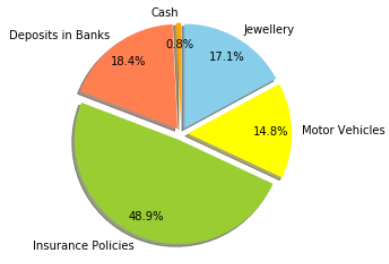 Cash
Jewellery
Deposits in Banks
0.8%
17.1%
18.4%
14.8%
Motor Vehicles
48.9%
Insurance Policies